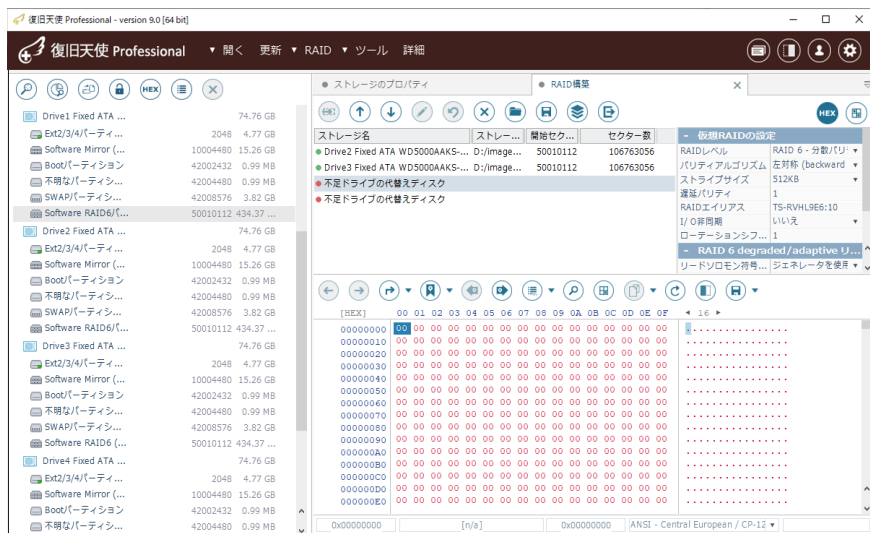 復旧天使 Professional - version 9.0 [64 bit]
復旧天使 Professional ▼ 開く 更新 ▼ RAID ▼ ツール 詳細
HEX
Drive1 Fixed ATA ... 74.76 GB
Ext2/3/4パーティ... 2048 4.77 GB
Software Mirror (... 10004480 15.26 GB
Bootパーティション 42002432 0.99 MB
不明なパーティシ... 42004480 0.99 MB
SWAPパーティシ... 42008576 3.82 GB
Software RAID6パ... 50010112 434.37 ...
Drive2 Fixed ATA ... 74.76 GB
Ext2/3/4パーティ... 2048 4.77 GB
Software Mirror (... 10004480 15.26 GB
Bootパーティション 42002432 0.99 MB
不明なパーティシ... 42004480 0.99 MB
SWAPパーティシ... 42008576 3.82 GB
Software RAID6パ... 50010112 434.37 ...
Drive3 Fixed ATA ... 74.76 GB
Ext2/3/4パーティ... 2048 4.77 GB
Software Mirror (... 10004480 15.26 GB
Bootパーティション 42002432 0.99 MB
不明なパーティシ... 42004480 0.99 MB
SWAPパーティシ... 42008576 3.82 GB
Software RAID6 (... 50010112 434.37 ...
Drive4 Fixed ATA ... 74.76 GB
Ext2/3/4パーティ... 2048 4.77 GB
Software Mirror (... 10004480 15.26 GB
Bootパーティション 42002432 0.99 MB
不明なパーティシ... 42004480 0.99 MB
ストレージのプロパティ RAID構築
HEX
ストレージ名 ストレー... 開始セク... セクター数
Drive2 Fixed ATA WD5000AAKS-... D:/image... 50010112 106763056
Drive3 Fixed ATA WD5000AAKS-... D:/image... 50010112 106763056
不足ドライブの代替えディスク
不足ドライブの代替えディスク
- 仮想RAIDの設定
RAIDレベル RAID 6 - 分散パリ
パリティアルゴリズム 左対称 (backward
ストライプサイズ 512KB
遅延パリティ 1
RAIDエイリアス TS-RVHL9E6:10
I/O非同期 いいえ
ローテーションシフ... 1
- RAID 6 degraded/adaptive リ...
リードソロモン符号... ジェネレータを使用
[HEX] 00 01 02 03 04 05 06 07 08 09 0A 0B 0C 0D 0E 0F ◄ 16 ►
00000000 00 00 00 00 00 00 00 00 00 00 00 00 00 00 00 00 ................
00000010 00 00 00 00 00 00 00 00 00 00 00 00 00 00 00 00 ................
00000020 00 00 00 00 00 00 00 00 00 00 00 00 00 00 00 00 ................
00000030 00 00 00 00 00 00 00 00 00 00 00 00 00 00 00 00 ................
00000040 00 00 00 00 00 00 00 00 00 00 00 00 00 00 00 00 ................
00000050 00 00 00 00 00 00 00 00 00 00 00 00 00 00 00 00 ................
00000060 00 00 00 00 00 00 00 00 00 00 00 00 00 00 00 00 ................
00000070 00 00 00 00 00 00 00 00 00 00 00 00 00 00 00 00 ................
00000080 00 00 00 00 00 00 00 00 00 00 00 00 00 00 00 00 ................
00000090 00 00 00 00 00 00 00 00 00 00 00 00 00 00 00 00 ................
000000A0 00 00 00 00 00 00 00 00 00 00 00 00 00 00 00 00 ................
000000B0 00 00 00 00 00 00 00 00 00 00 00 00 00 00 00 00 ................
000000C0 00 00 00 00 00 00 00 00 00 00 00 00 00 00 00 00 ................
000000D0 00 00 00 00 00 00 00 00 00 00 00 00 00 00 00 00 ................
000000E0 00 00 00 00 00 00 00 00 00 00 00 00 00 00 00 00 ................
0x00000000 [n/a] 0x00000000 ANSI - Central European / CP-12